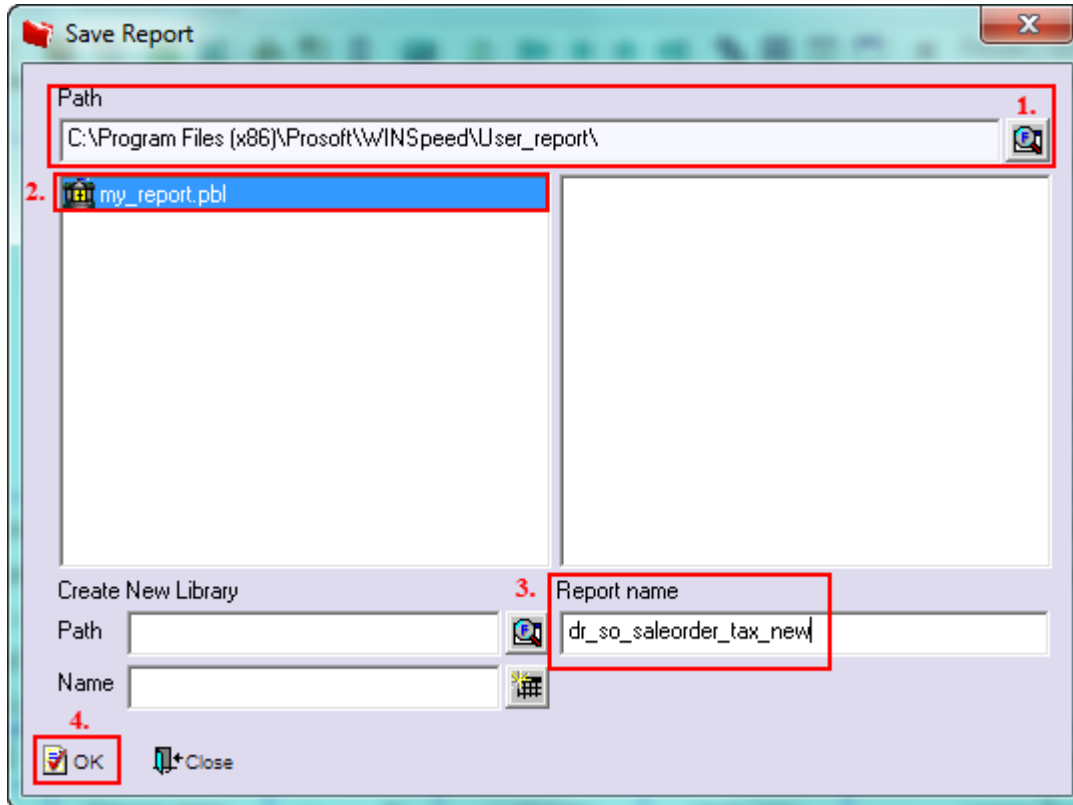 Save Report
Path
1.
C:\Program Files (x86)\Prosoft\WINSpeed\User_report\
2.
my_report.pbl
Create New Library
3.
Report name
Path
dr_so_saleorder_tax_new
Name
4.
OK
Close